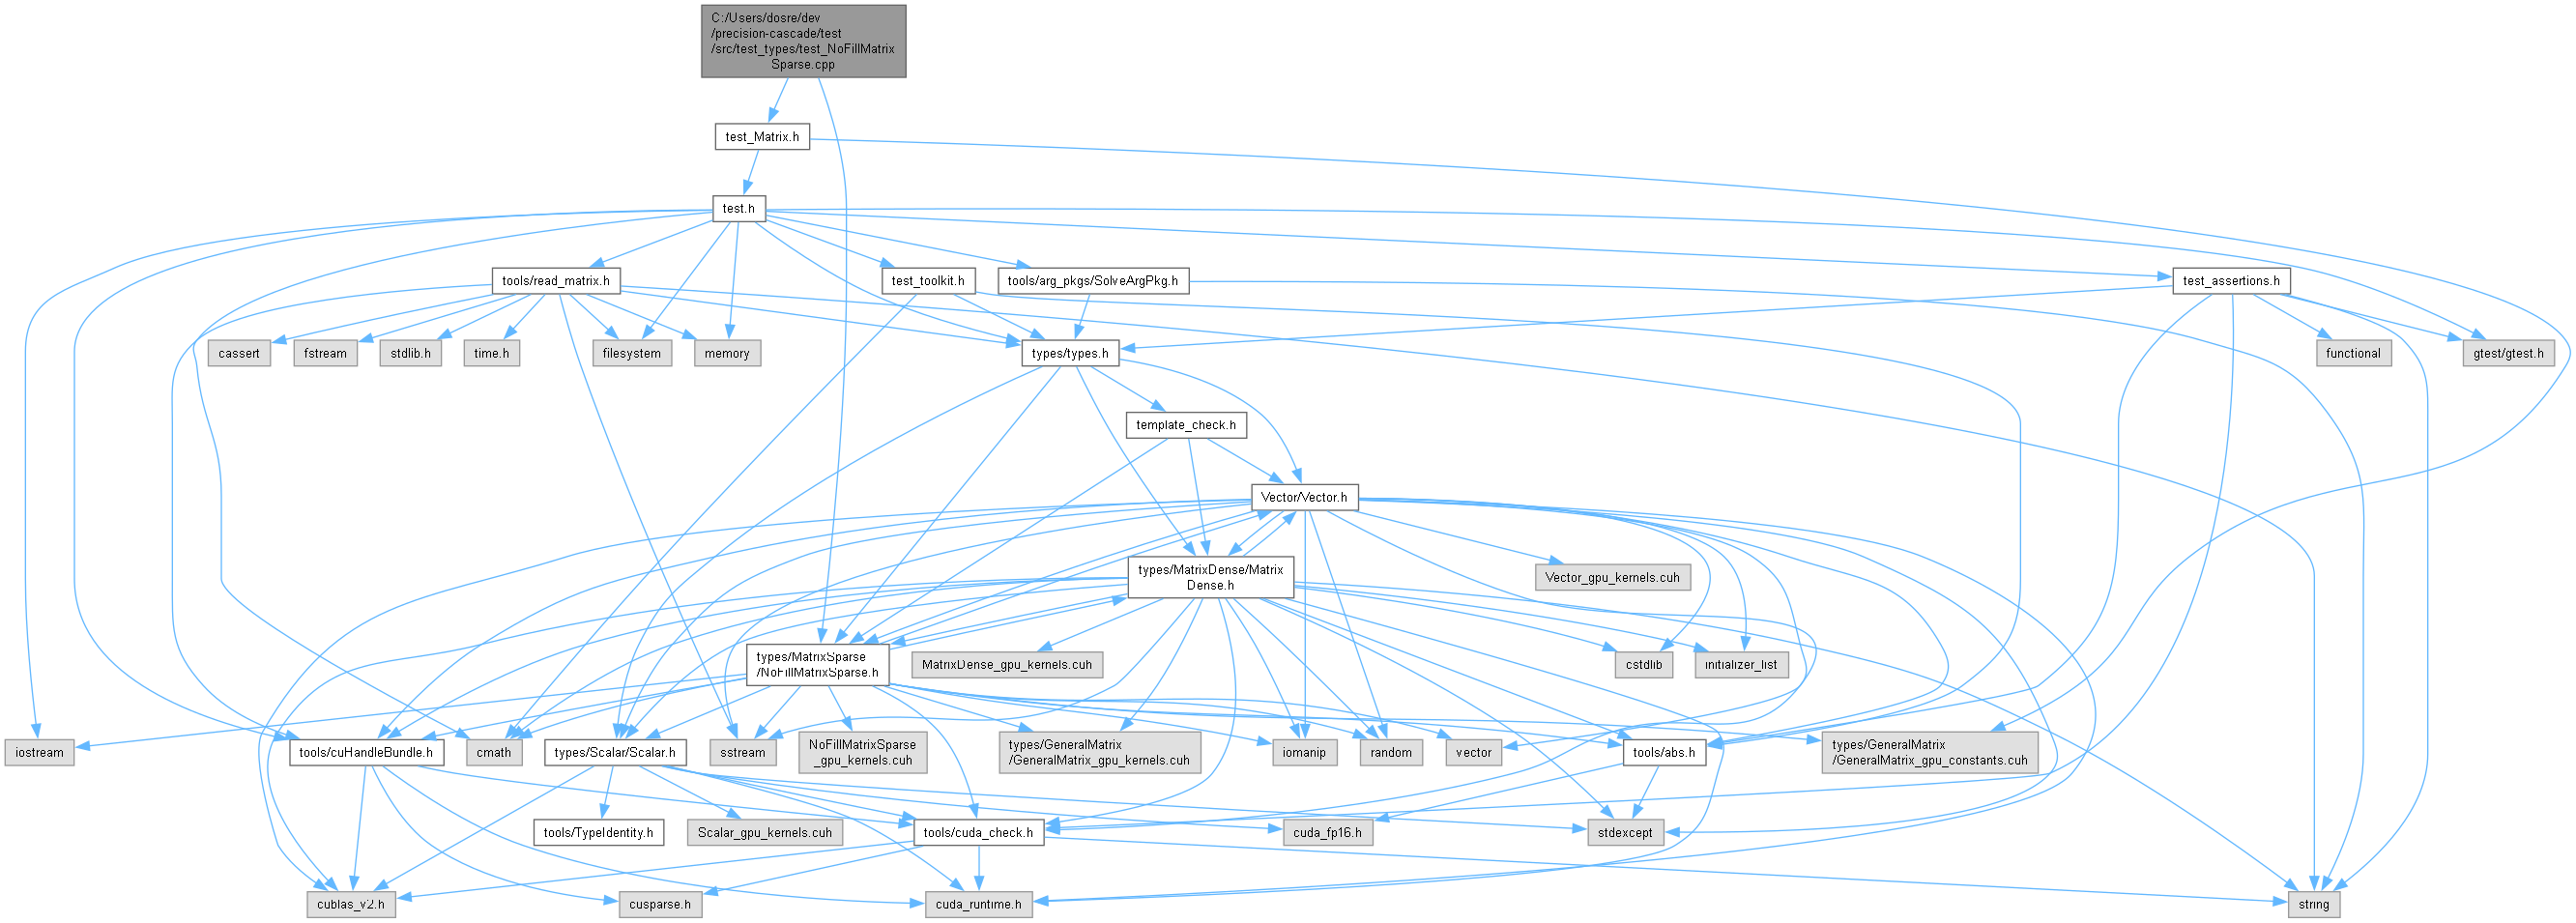 C:/Users/dosre/dev
/precision-cascade/test
/src/test_types/test_NoFillMatrix
Sparse.cpp
test_Matrix.h
test.h
tools/read_matrix.h
test_toolkit.h
tools/arg_pkgs/SolveArgPkg.h
test_assertions.h
cassert
fstream
stdlib.h
time.h
filesystem
memory
types/types.h
functional
gtest/gtest.h
template_check.h
Vector/Vector.h
types/MatrixDense/Matrix
Dense.h
Vector_gpu_kernels.cuh
types/MatrixSparse
/NoFillMatrixSparse.h
MatrixDense_gpu_kernels.cuh
cstdlib
initializer_list
iostream
tools/cuHandleBundle.h
cmath
types/Scalar/Scalar.h
sstream
NoFillMatrixSparse
_gpu_kernels.cuh
types/GeneralMatrix
/GeneralMatrix_gpu_kernels.cuh
iomanip
random
vector
tools/abs.h
types/GeneralMatrix
/GeneralMatrix_gpu_constants.cuh
tools/TypeIdentity.h
Scalar_gpu_kernels.cuh
tools/cuda_check.h
cuda_fp16.h
stdexcept
cublas_v2.h
cusparse.h
cuda_runtime.h
string